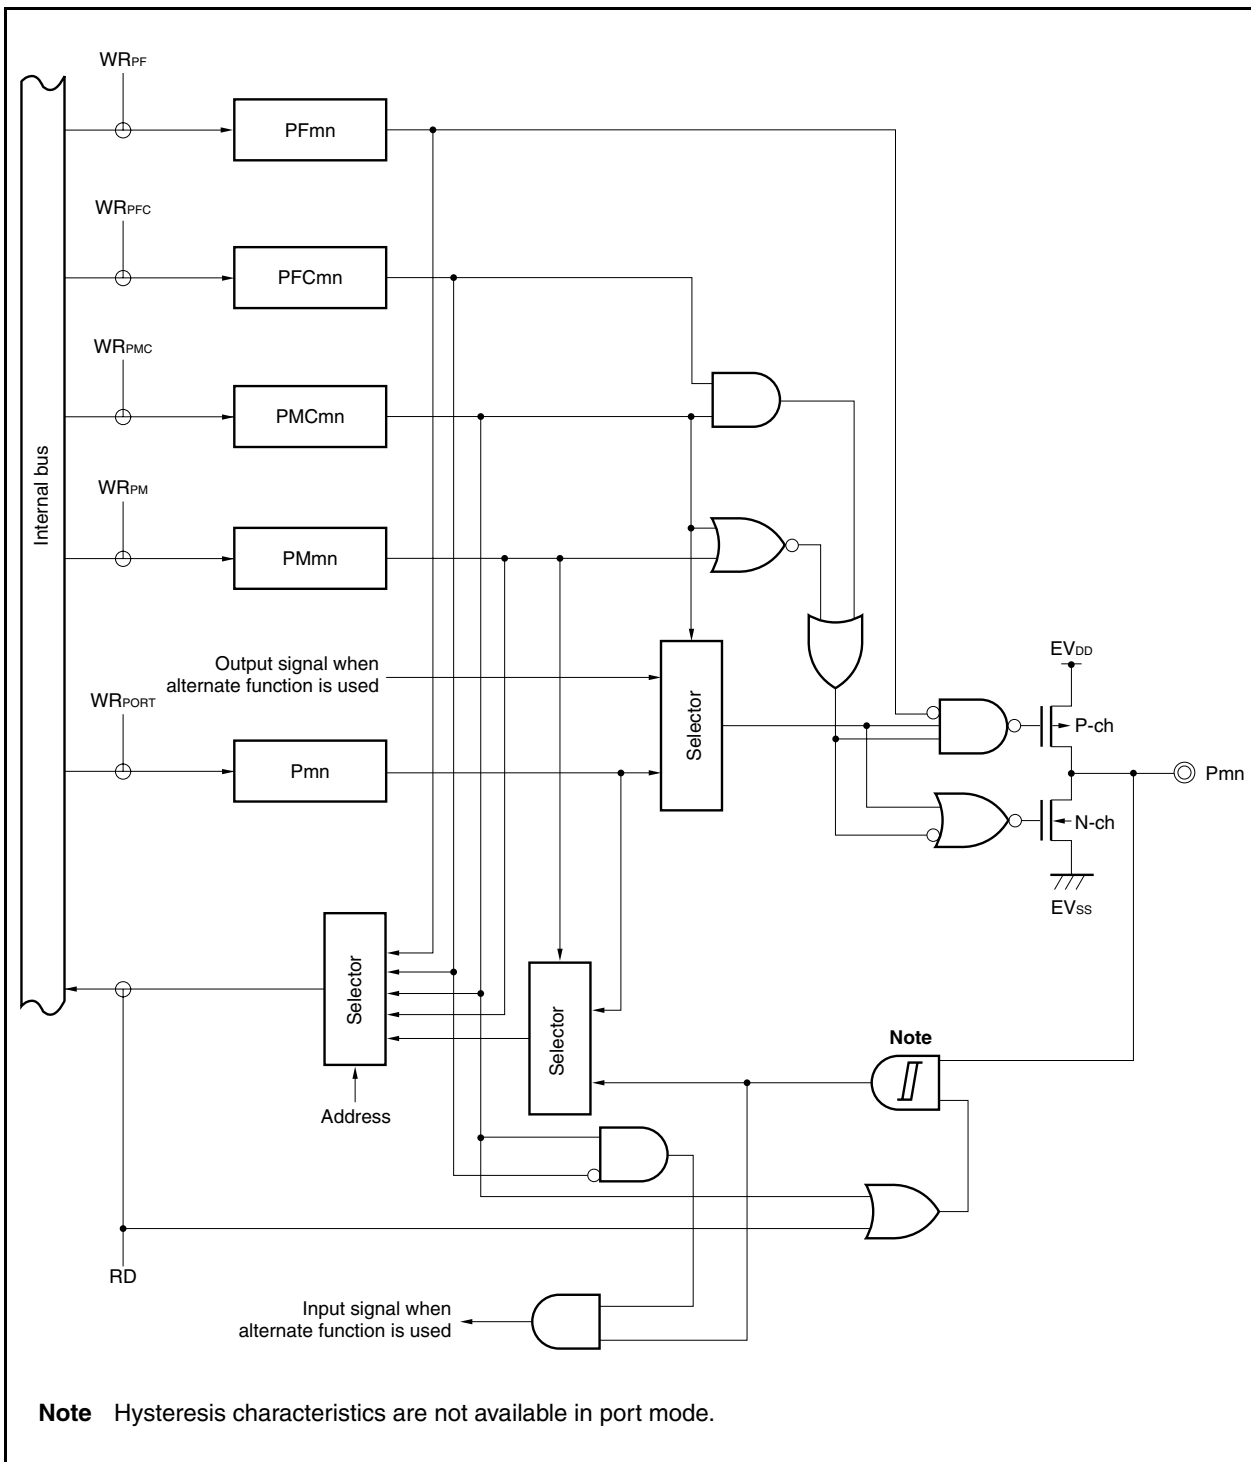 WRPF
PFmn
WRPFC
PFCmn
WRPMC
PMCmn
Internal bus
WRPM
PMmn
Output signal when
alternate function is used
WRPORT
Pmn
Selector
EVDD
P-ch
Pmn
N-ch
EVSS
Selector
Selector
Note
Address
RD
Input signal when
alternate function is used
Note Hysteresis characteristics are not available in port mode.